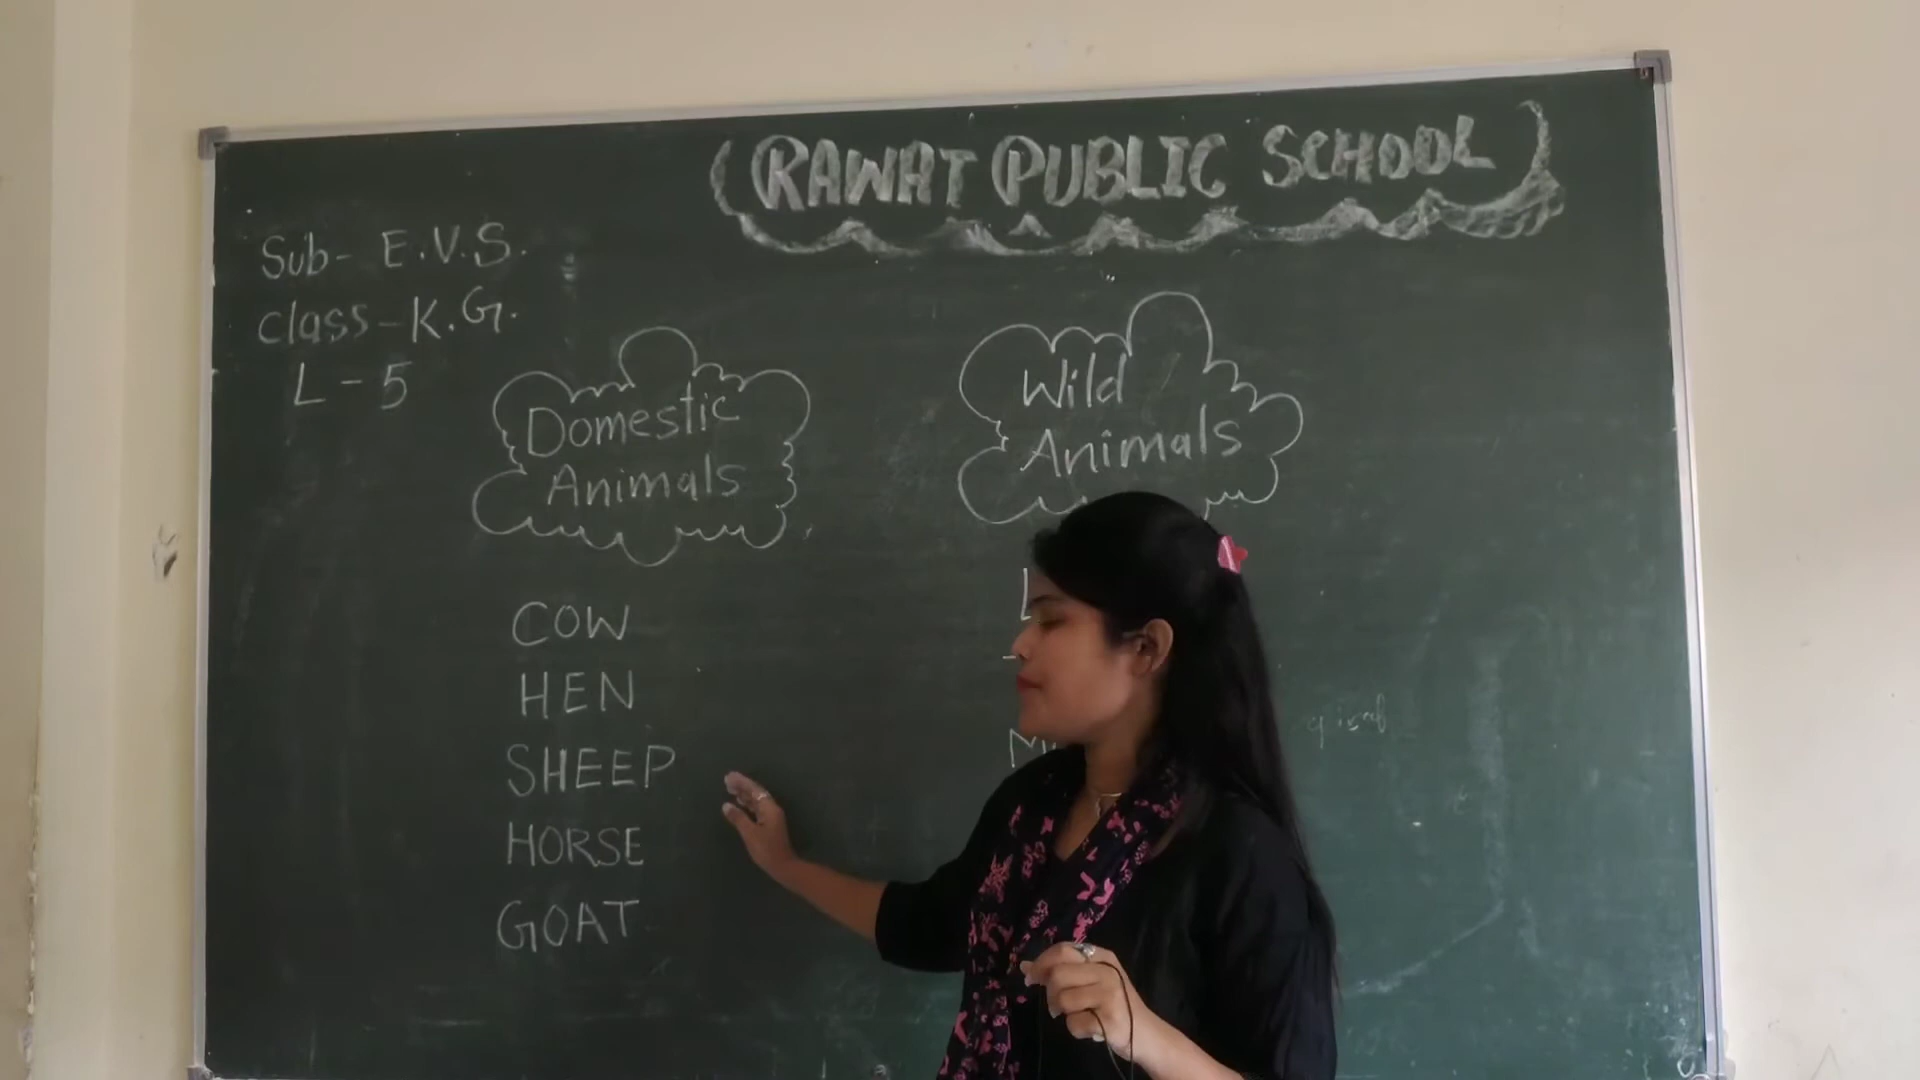 RAWAT PUBLIC SCHOOL
Sub- E.V.S.
Class-K.G.
L-5
Domestic
Animals
Wild
Animals
COW
HEN
SHEEP
HORSE
GOAT